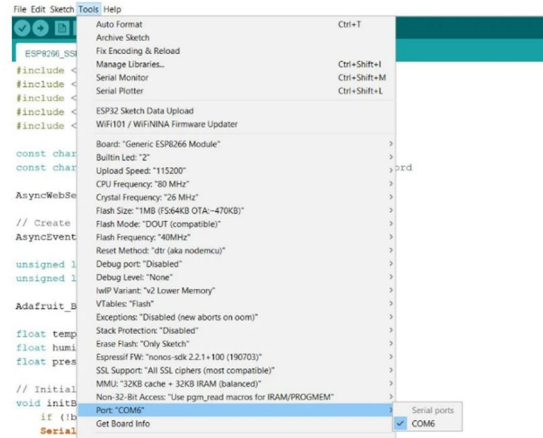 File Edit Sketch Tools Help
Auto Format Ctrl+T
Archive Sketch
Fix Encoding & Reload
Manage Libraries... Ctrl+Shift+I
Serial Monitor Ctrl+Shift+M
Serial Plotter Ctrl+Shift+L
ESP32 Sketch Data Upload
WiFi101 / WiFiNINA Firmware Updater
Board: "Generic ESP8266 Module"
Builtin Led: "2"
Upload Speed: "115200"
CPU Frequency: "80 MHz"
Crystal Frequency: "26 MHz"
Flash Size: "1MB (FS:64KB OTA:~470KB)"
Flash Mode: "DOUT (compatible)"
Flash Frequency: "40MHz"
Reset Method: "dtr (aka nodemcu)"
Debug port: "Disabled"
Debug Level: "None"
lwIP Variant: "v2 Lower Memory"
VTables: "Flash"
Exceptions: "Disabled (new aborts on oom)"
Stack Protection: "Disabled"
Erase Flash: "Only Sketch"
Espressif FW: "nonos-sdk 2.2.1+100 (190703)"
SSL Support: "All SSL ciphers (most compatible)"
MMU: "32KB cache + 32KB IRAM (balanced)"
Non-32-Bit Access: "Use pgm_read macros for IRAM/PROGMEM"
Port: "COM6"
Get Board Info
Serial ports
COM6
ESP8266_SS
#include <
#include <
#include <
#include <
#include <
const char
const char ord
AsyncWebSe
// Create
AsyncEvent
unsigned l
unsigned l
Adafruit_B
float temp
float humi
float pres
// Initial
void initB
if (!b
Serial